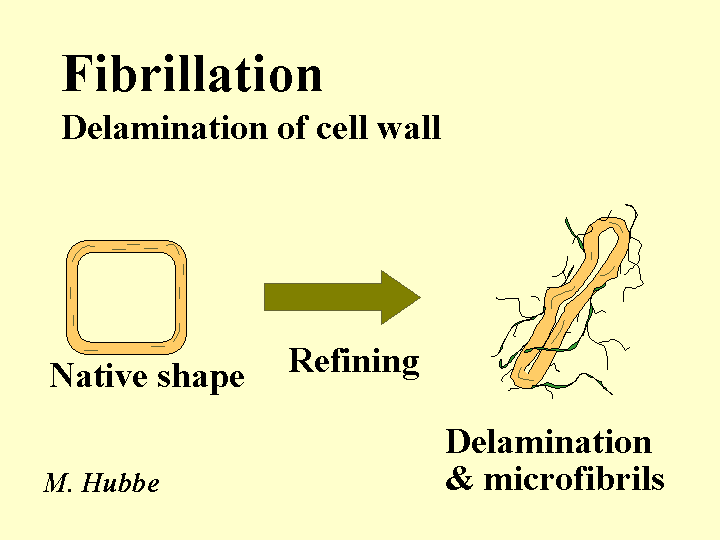 Fibrillation
Delamination of cell wall
Native shape
Refining
Delamination
& microfibrils
M. Hubbe